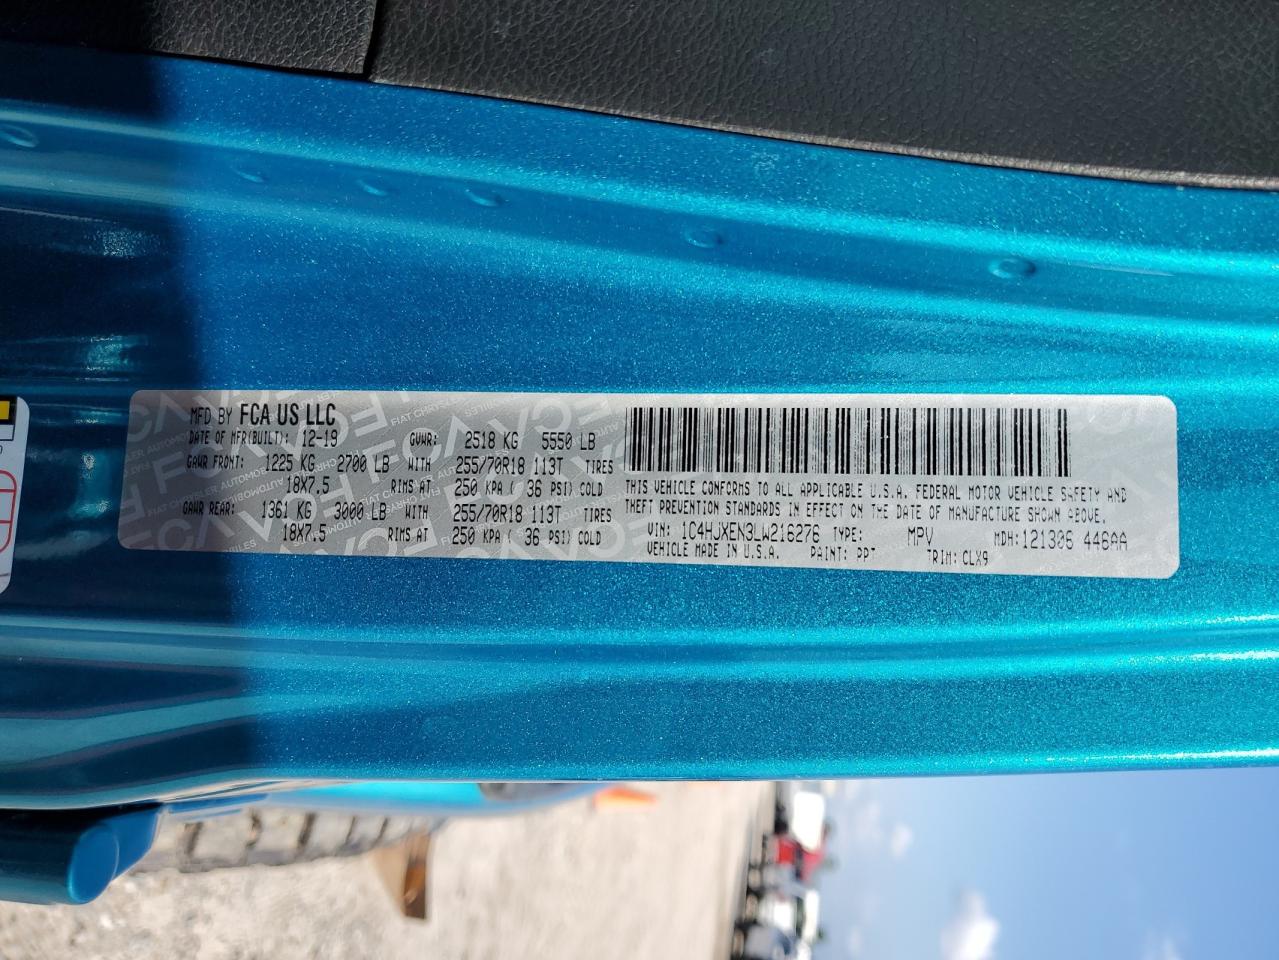 MFD BY FCA US LLC
DATE OF MFR(BUILT): 12-19 GVWR: 2518 KG 5550 LB
GAWR FRONT: 1225 KG 2700 LB WITH 255/70R18 113T TIRES
18X7.5 RIMS AT 250 KPA ( 36 PSI) COLD
GAWR REAR: 1361 KG 3000 LB WITH 255/70R18 113T TIRES
18X7.5 RIMS AT 250 KPA ( 36 PSI) COLD
THIS VEHICLE CONFORMS TO ALL APPLICABLE U.S.A. FEDERAL MOTOR VEHICLE SAFETY AND
THEFT PREVENTION STANDARDS IN EFFECT ON THE DATE OF MANUFACTURE SHOWN ABOVE.
VIN: 1C4HJXEN3LW216276 TYPE: MPV MDH: 121306 446AA
VEHICLE MADE IN U.S.A. PAINT: PPT TRIM: CLX9